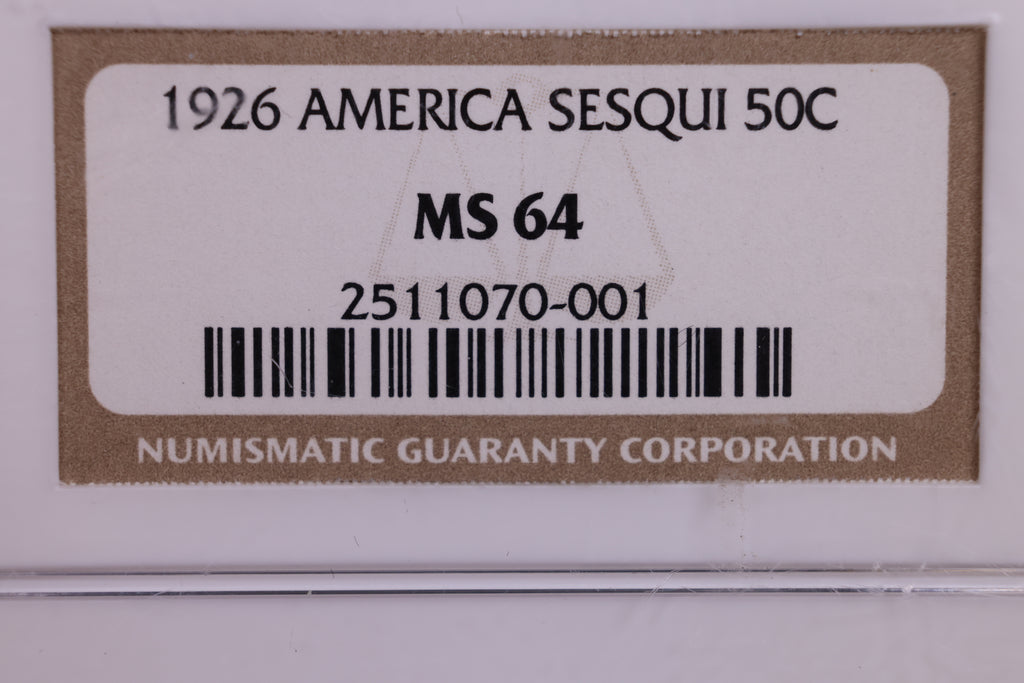 1926 AMERICA SESQUI 50C
MS 64
2511070-001
NUMISMATIC GUARANTY CORPORATION